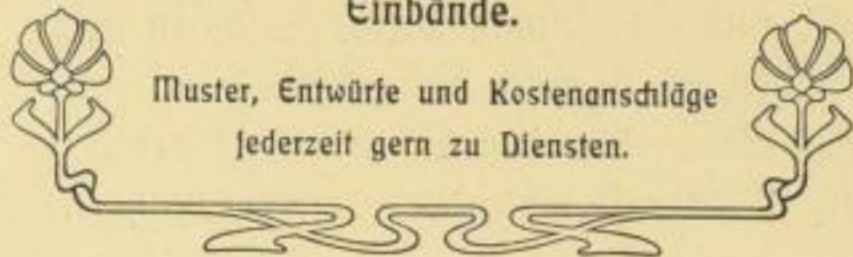 Einbände.
Muster, Entwürfe und Kostenanschläge
jederzeit gern zu Diensten.